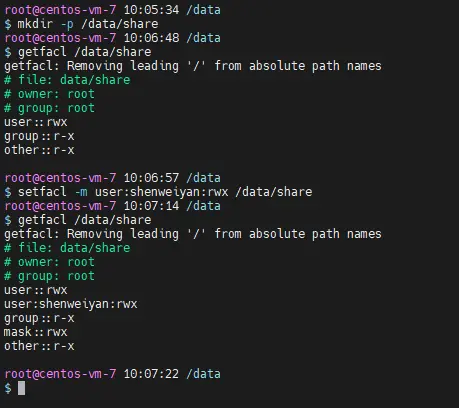 root@centos-vm-7 10:05:34 /data
$ mkdir -p /data/share
root@centos-vm-7 10:06:48 /data
$ getfacl /data/share
getfacl: Removing leading '/' from absolute path names
# file: data/share
# owner: root
# group: root
user::rwx
group::r-x
other::r-x

root@centos-vm-7 10:06:57 /data
$ setfacl -m user:shenweiyan:rwx /data/share
root@centos-vm-7 10:07:14 /data
$ getfacl /data/share
getfacl: Removing leading '/' from absolute path names
# file: data/share
# owner: root
# group: root
user::rwx
user:shenweiyan:rwx
group::r-x
mask::rwx
other::r-x

root@centos-vm-7 10:07:22 /data
$